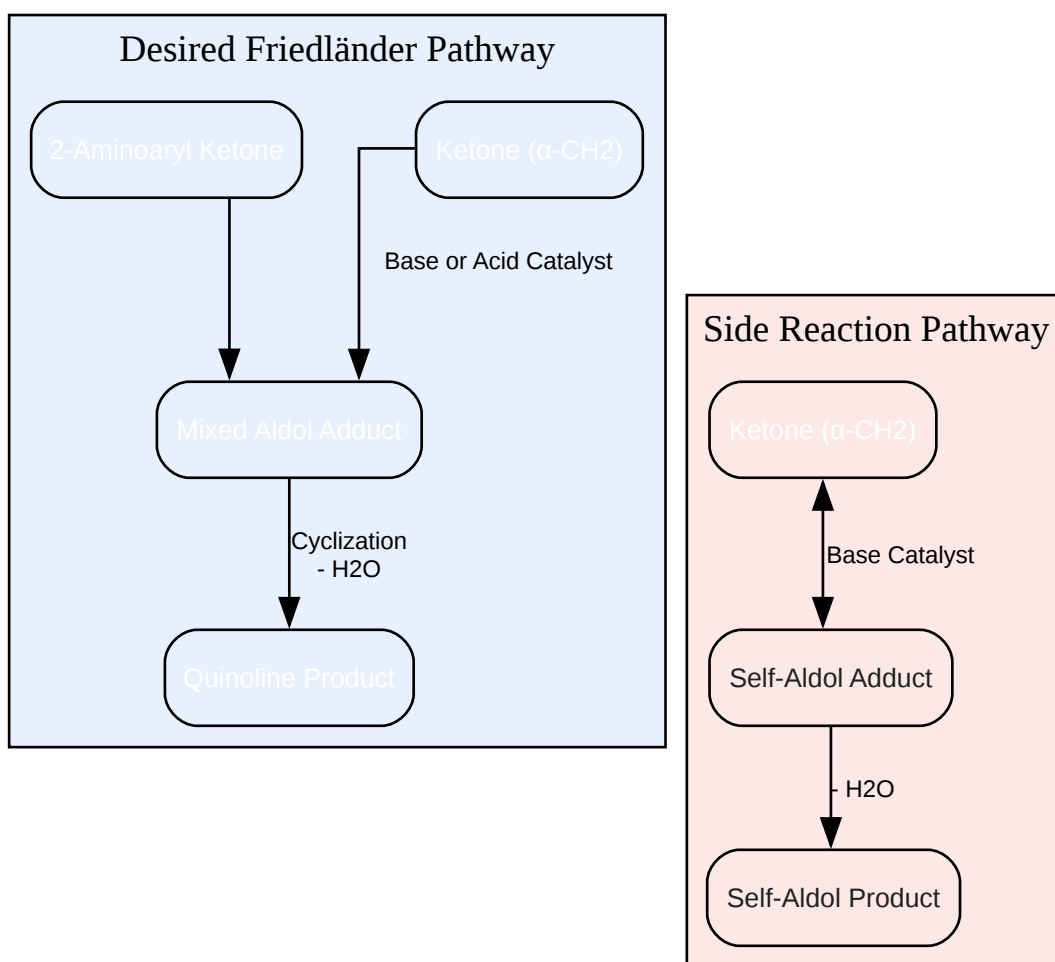 Desired Friedländer Pathway
2-Aminoaryl Ketone
Ketone (α-CH2)
Base or Acid Catalyst
Mixed Aldol Adduct
Cyclization
- H2O
Quinoline Product
Side Reaction Pathway
Ketone (α-CH2)
Base Catalyst
Self-Aldol Adduct
- H2O
Self-Aldol Product